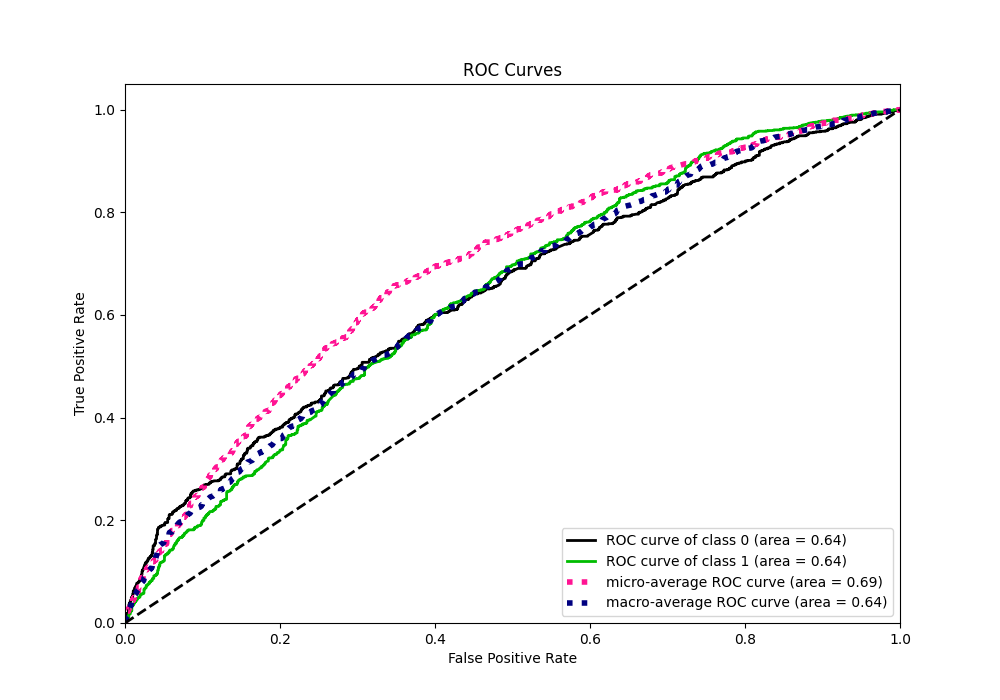 ROC Curves
1.0
0.8
0.6
0.4
0.2
0.0
True Positive Rate
0.0 0.2 0.4 0.6 0.8 1.0
False Positive Rate
ROC curve of class 0 (area = 0.64)
ROC curve of class 1 (area = 0.64)
micro-average ROC curve (area = 0.69)
macro-average ROC curve (area = 0.64)